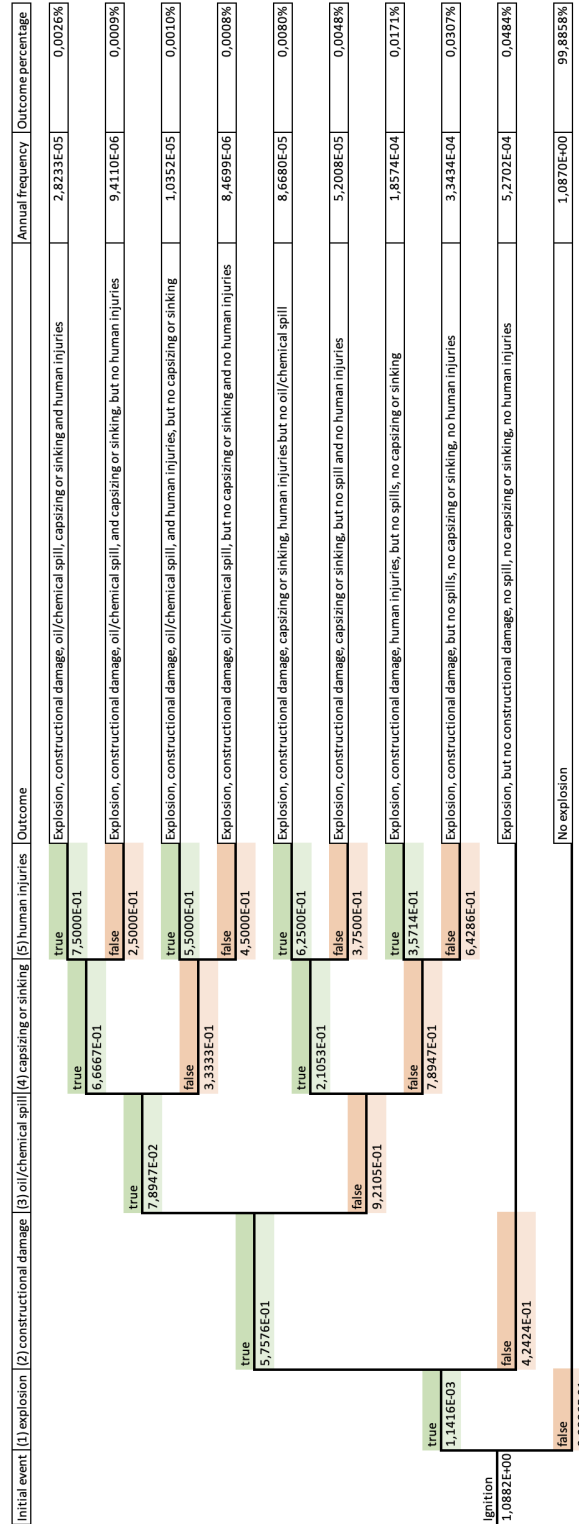 Initial event (1) explosion (2) constructional damage (3) oil/chemical spill (4) capsizing or sinking (5) human injuries Outcome Annual frequency Outcome percentage
true Explosion, constructional damage, oil/chemical spill, capsizing or sinking and human injuries 2,8233E-05 0,0026%
7,5000E-01
true
6,6667E-01
false Explosion, constructional damage, oil/chemical spill, and capsizing or sinking, but no human injuries 9,4110E-06 0,0009%
2,5000E-01
true
7,8947E-02
true Explosion, constructional damage, oil/chemical spill, and human injuries, but no capsizing or sinking 1,0352E-05 0,0010%
5,5000E-01
false
3,3333E-01
false Explosion, constructional damage, oil/chemical spill, but no capsizing or sinking and no human injuries 8,4699E-06 0,0008%
4,5000E-01
true
5,7576E-01
true Explosion, constructional damage, capsizing or sinking, human injuries but no oil/chemical spill 8,6680E-05 0,0080%
6,2500E-01
true
2,1053E-01
false Explosion, constructional damage, capsizing or sinking, but no spill and no human injuries 5,2008E-05 0,0048%
3,7500E-01
false
9,2105E-01
true Explosion, constructional damage, human injuries, but no spills, no capsizing or sinking 1,8574E-04 0,0171%
3,5714E-01
false
7,8947E-01
true
1,1416E-03
false Explosion, constructional damage, but no spills, no capsizing or sinking, no human injuries 3,3434E-04 0,0307%
6,4286E-01
Ignition
1,0882E+00
false Explosion, but no constructional damage, no spill, no capsizing or sinking, no human injuries 5,2702E-04 0,0484%
4,2424E-01
false No explosion 1,0870E+00 99,8858%